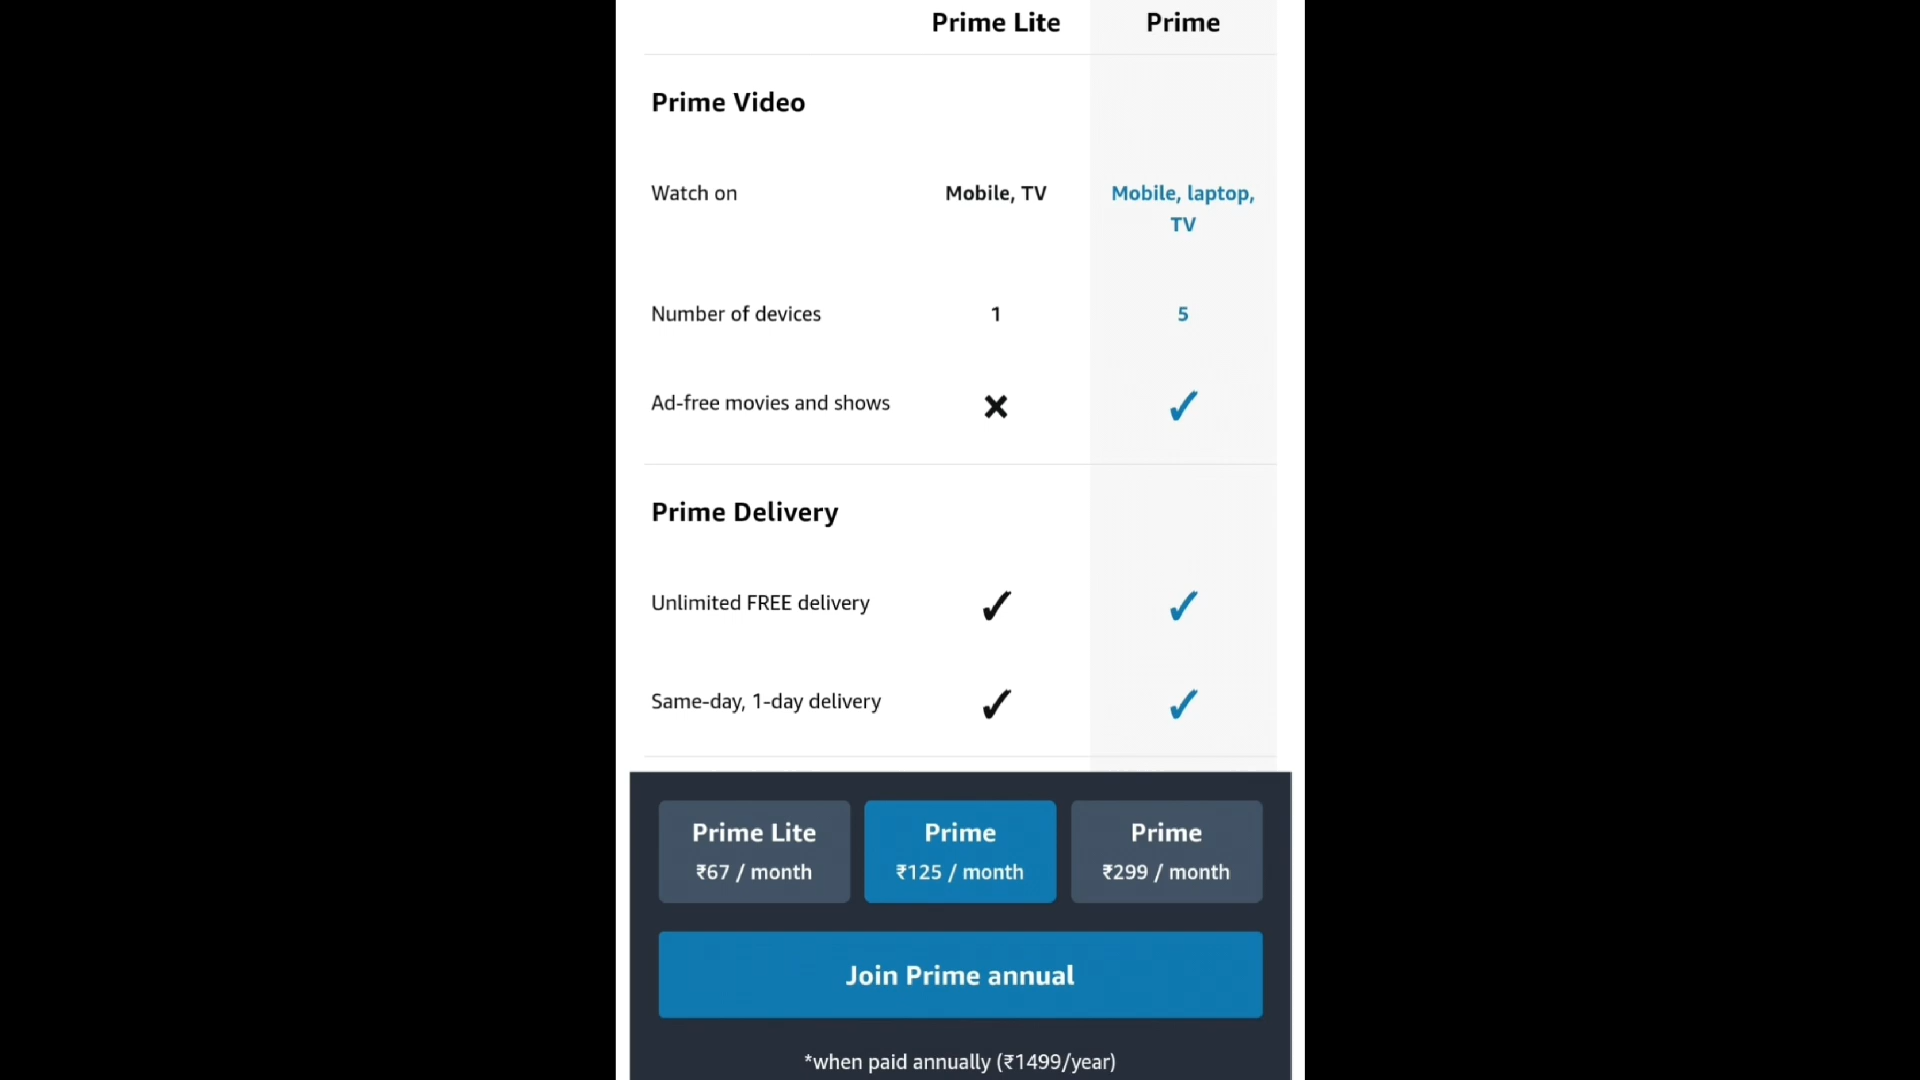 Prime Lite Prime
Prime Video
Watch on Mobile, TV Mobile, laptop,
TV
Number of devices 1 5
Ad-free movies and shows
Prime Delivery
Unlimited FREE delivery
Same-day, 1-day delivery
Prime Lite Prime Prime
₹67 / month ₹125 / month ₹299 / month
Join Prime annual
*when paid annually (₹1499/year)